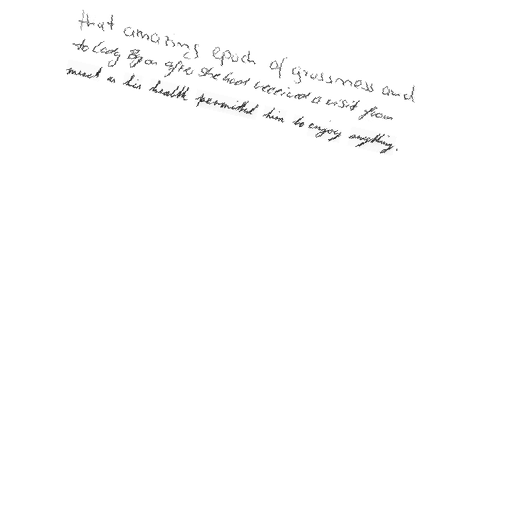 that amazing epoch of grossness and
to Lady Byron after she had received a visit from
much as his health permitted him to enjoy anything.